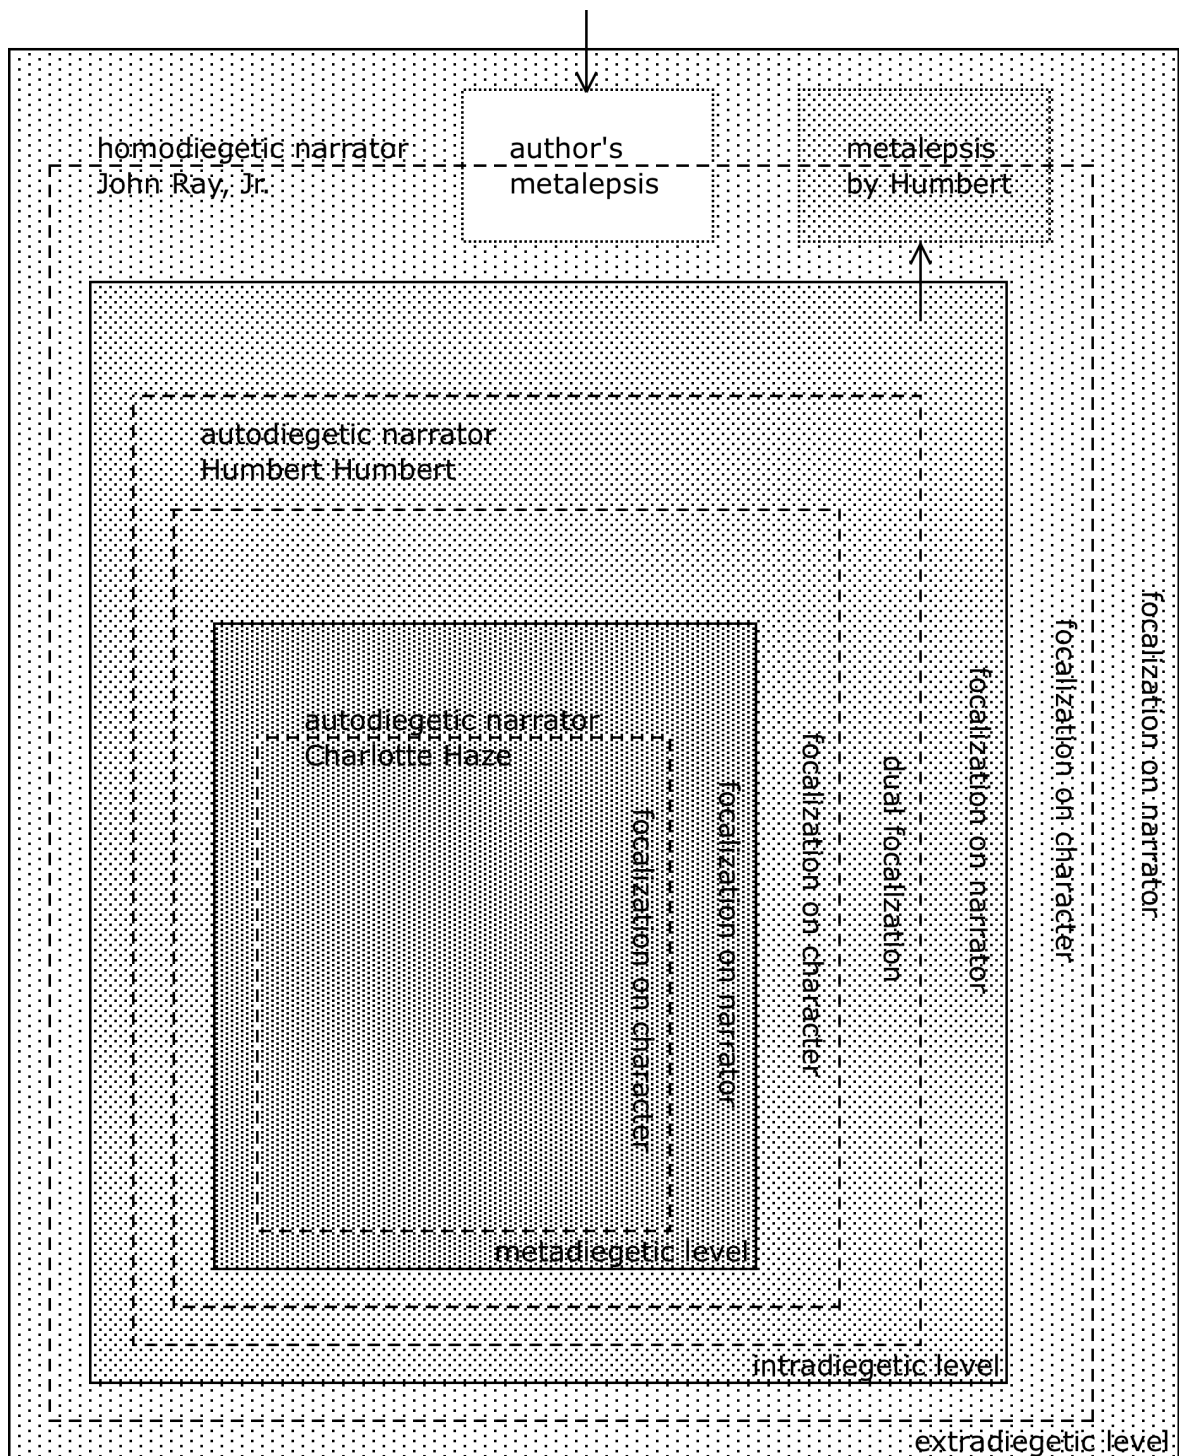 homodiegetic narrator
John Ray, Jr.
author's
metalepsis
metalepsis
by Humbert
autodiegetic narrator
Humbert Humbert
autodiegetic narrator
Charlotte Haze
focalization on character
focalization on narrator
focalization on character
dual focalization
focalization on narrator
focalization on character
focalization on narrator
metadiegetic level
intradiegetic level
extradiegetic level